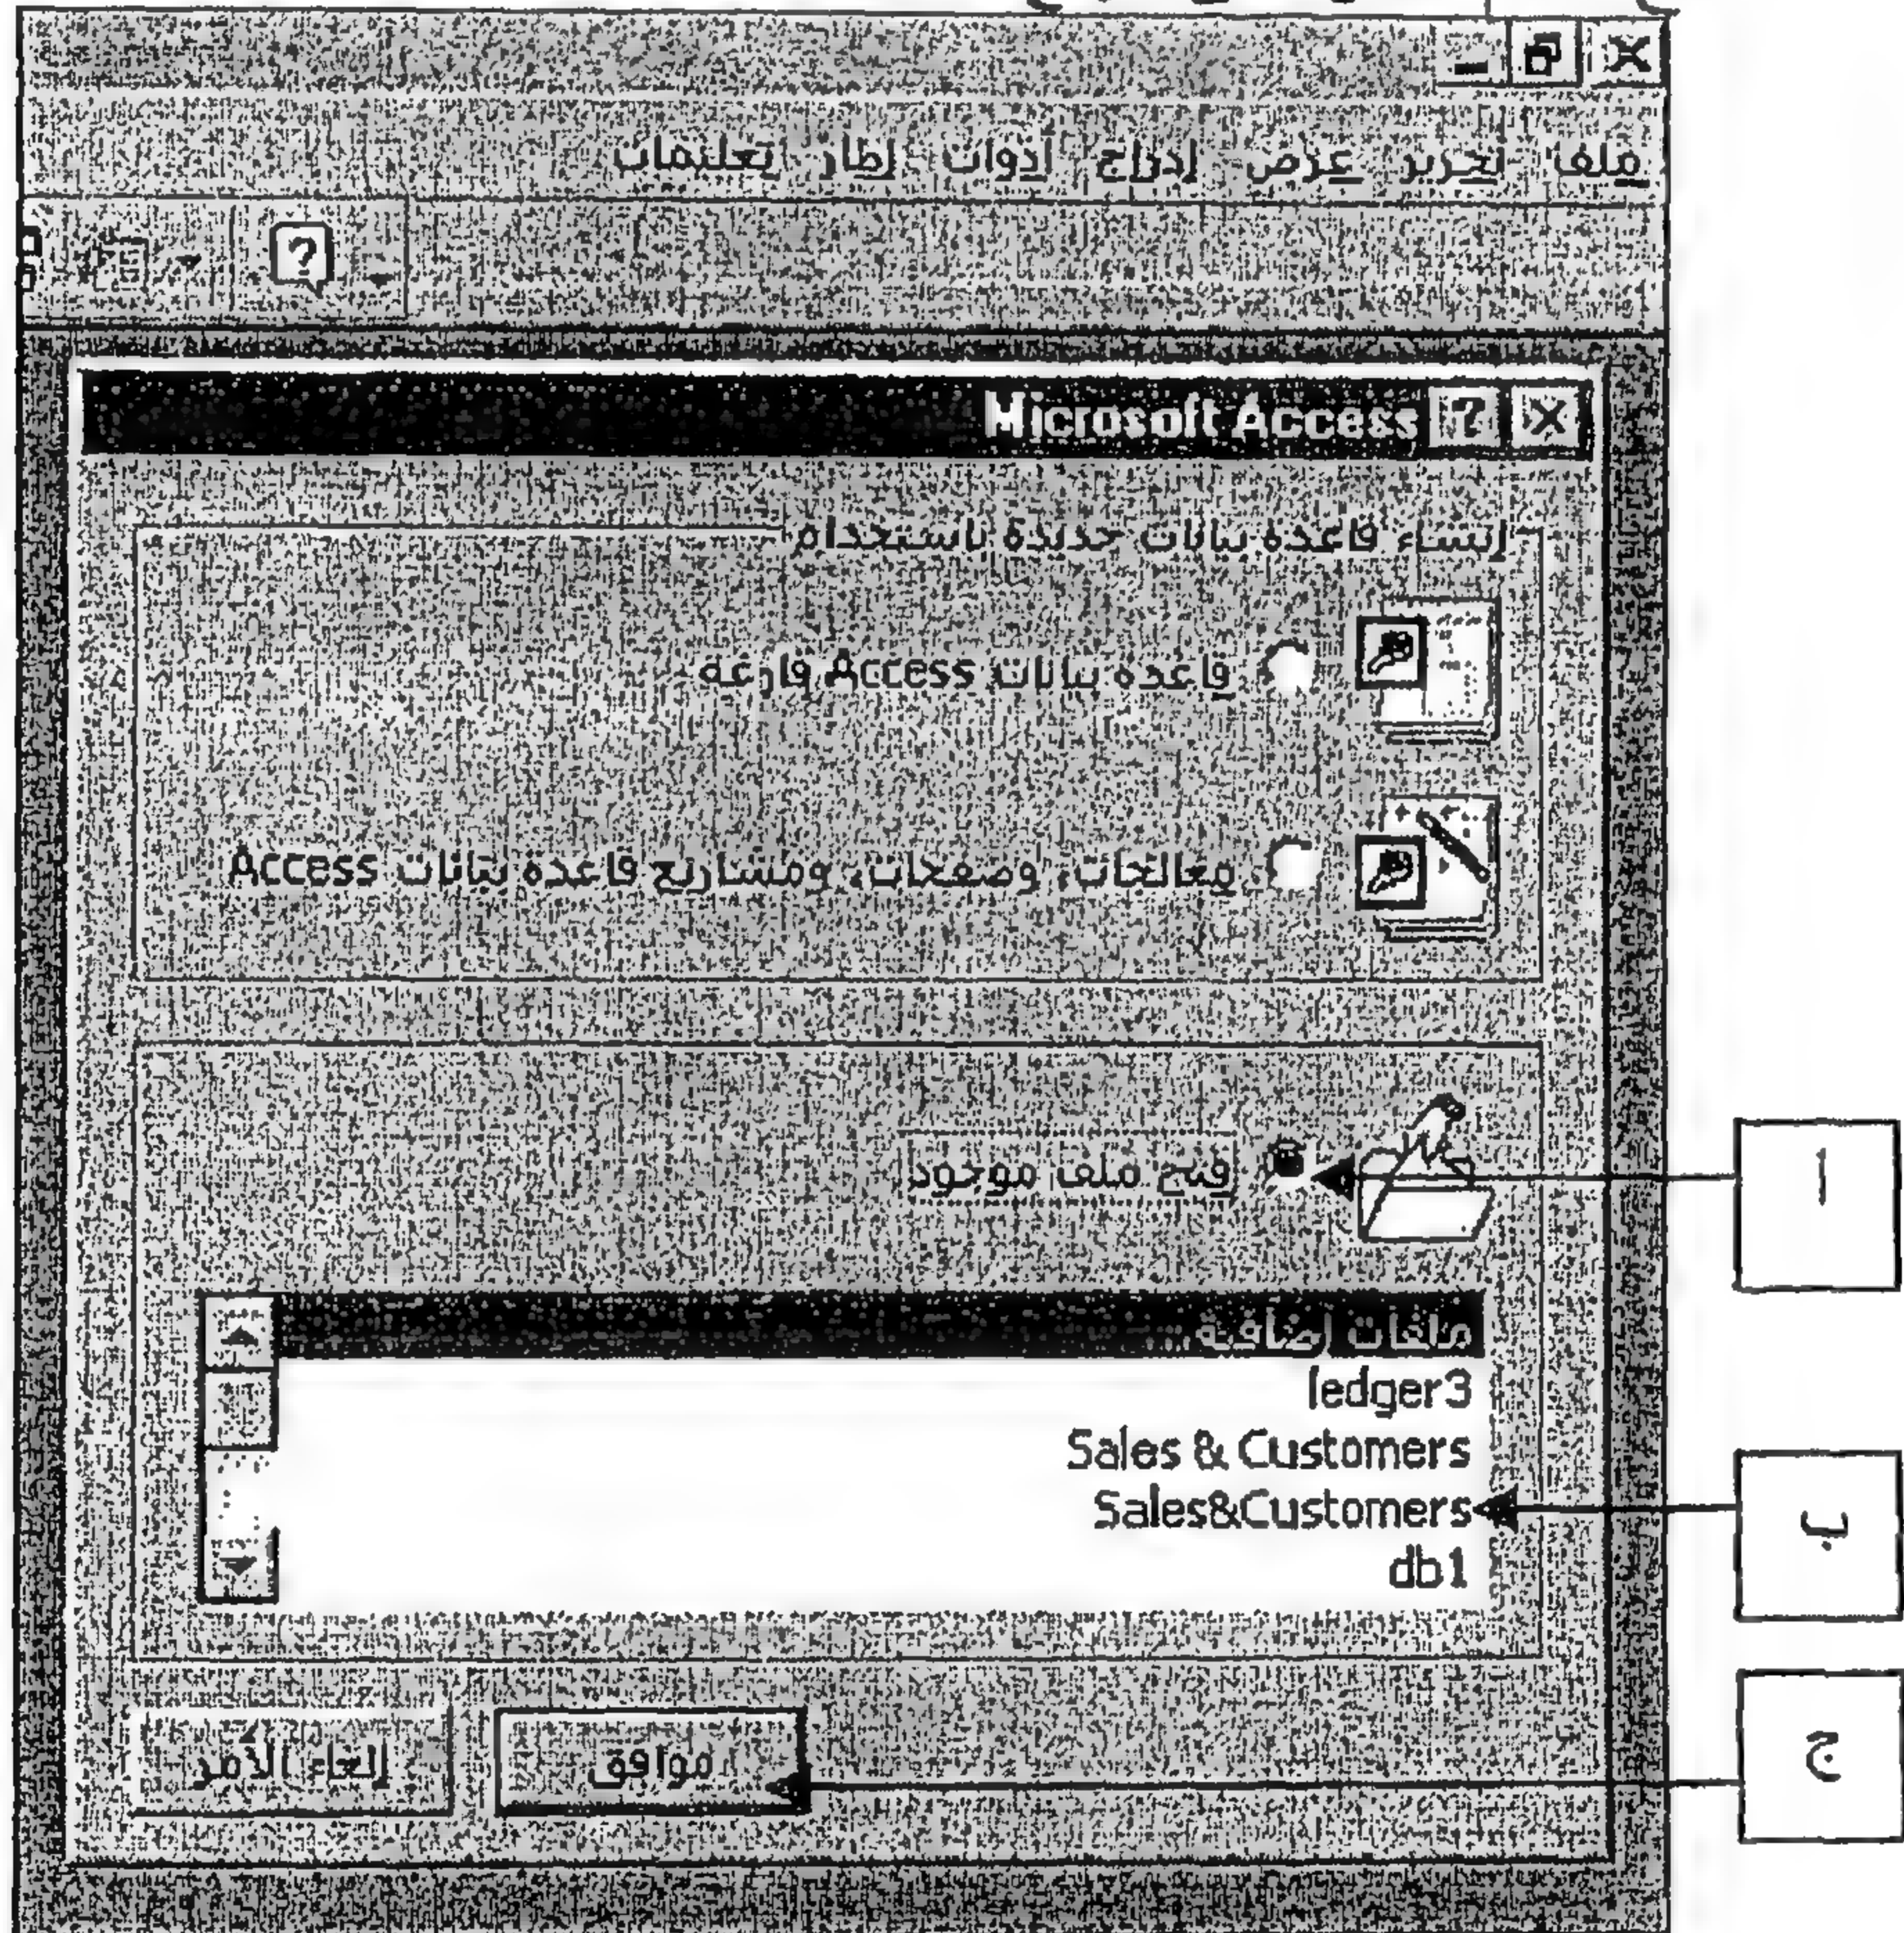 ملف تحرير عرض إدراج أدوات إطار تعليمات
Microsoft Access
إنشاء قاعدة بيانات جديدة باستخدام
قاعدة بيانات Access فارغة
معالجات، وصفحات، ومشاريع قاعدة بيانات Access
فتح ملف موجود
أ
ملفات إضافية
ledger3
Sales & Customers
Sales&Customers
ب
db1
موافق
إلغاء الأمر
ج